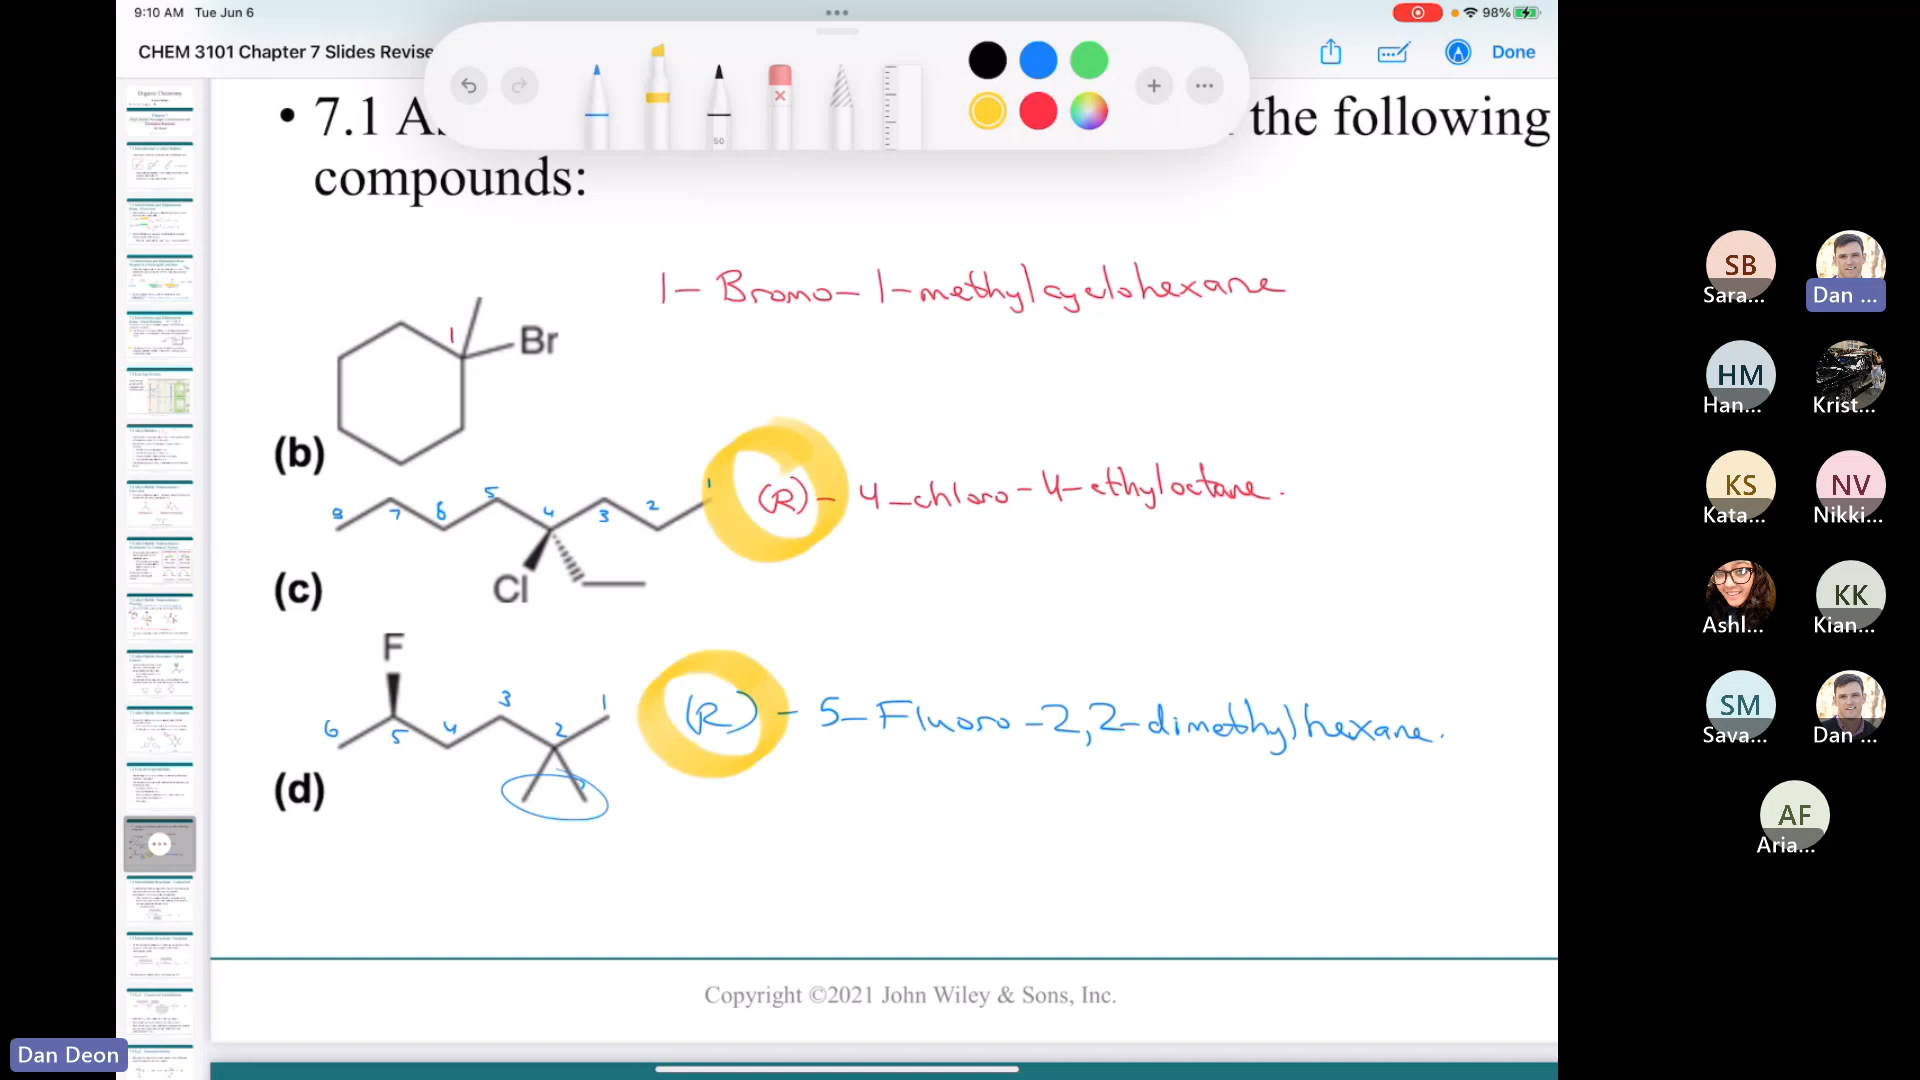 9:10 AM Tue Jun 6
98%
CHEM 3101 Chapter 7 Slides Revise
Done
50
• 7.1 A
the following
compounds:
1-Bromo-1-methylcyclohexane
1
Br
(b)
(R)-4-chloro-4-ethyloctane.
8 7 6 5 4 3 2 1
Cl
(c)
F
(R)-5-Fluoro-2,2-dimethylhexane.
6 5 4 3 2 1
(d)
Copyright ©2021 John Wiley & Sons, Inc.
SB
Sara...
Dan ...
HM
Han...
Krist...
KS
Kata...
NV
Nikki...
Ashl...
KK
Kian...
SM
Sava...
Dan ...
AF
Aria...
Dan Deon